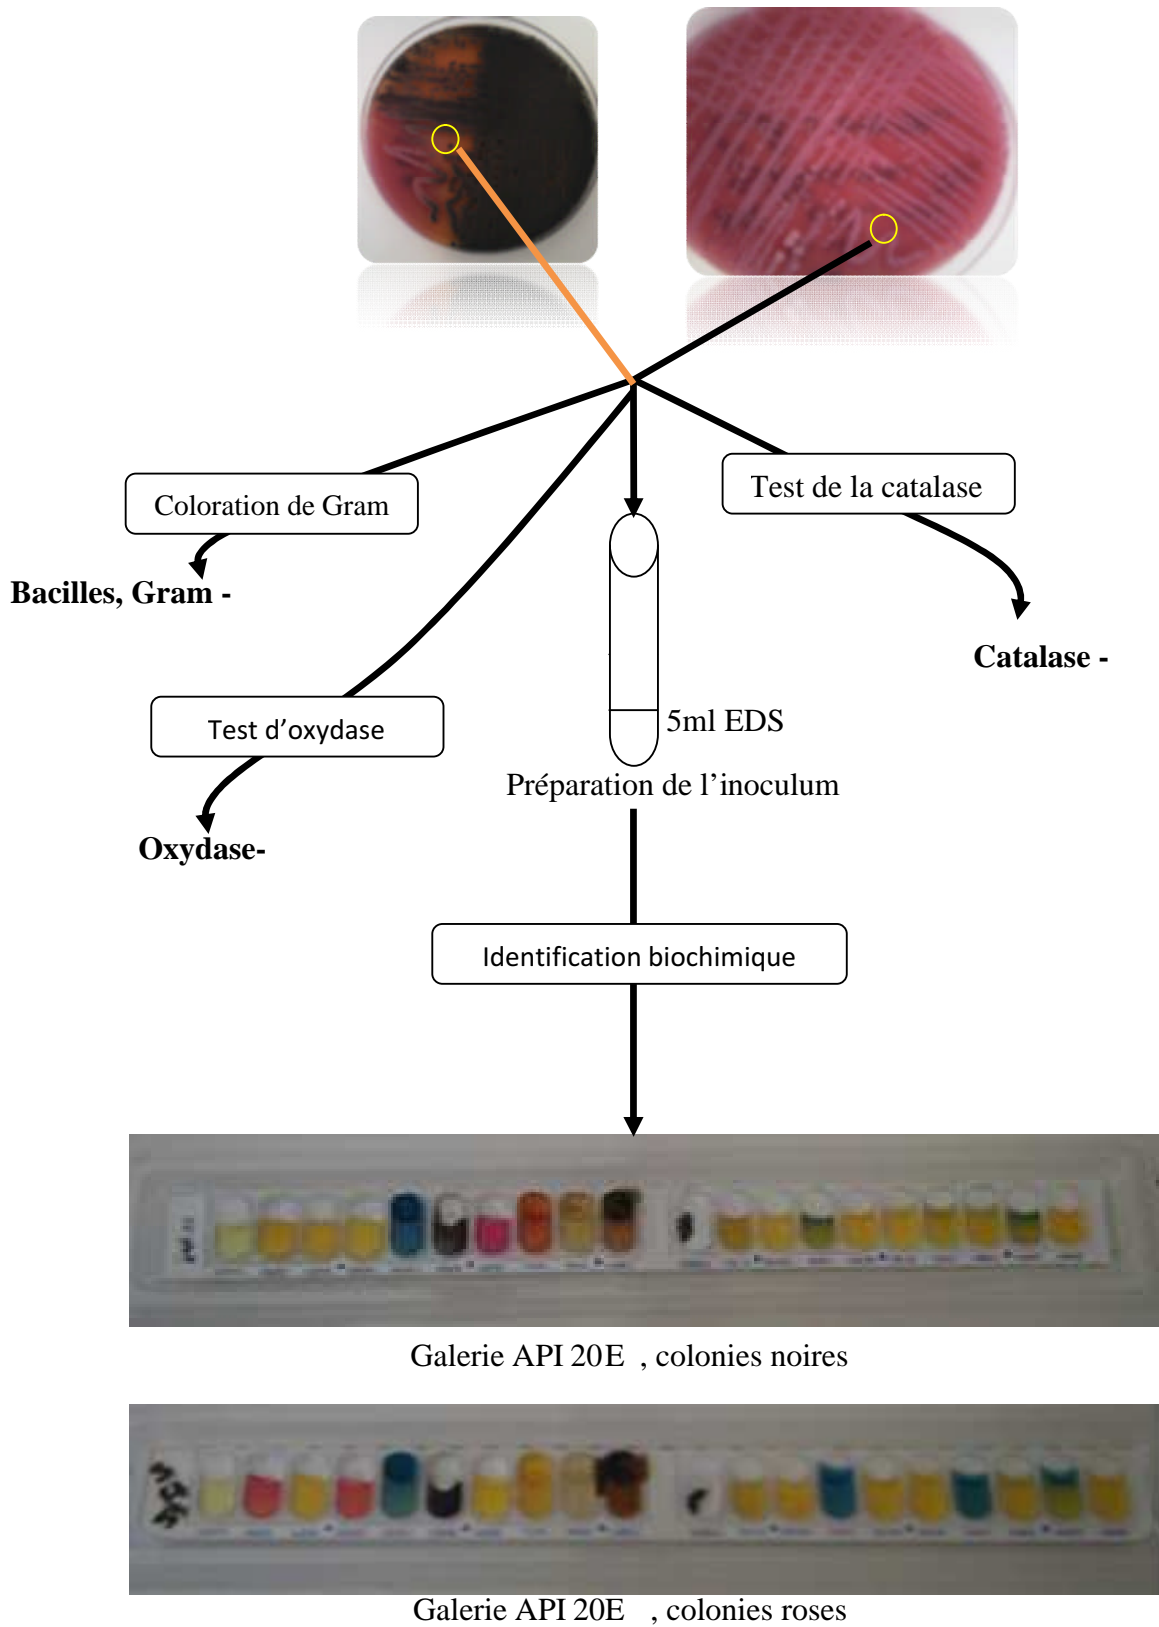 Coloration de Gram
Test de la catalase
Bacilles, Gram -
Catalase -
Test d’oxydase
5ml EDS
Préparation de l’inoculum
Oxydase-
Identification biochimique
Galerie API 20E , colonies noires
Galerie API 20E , colonies roses